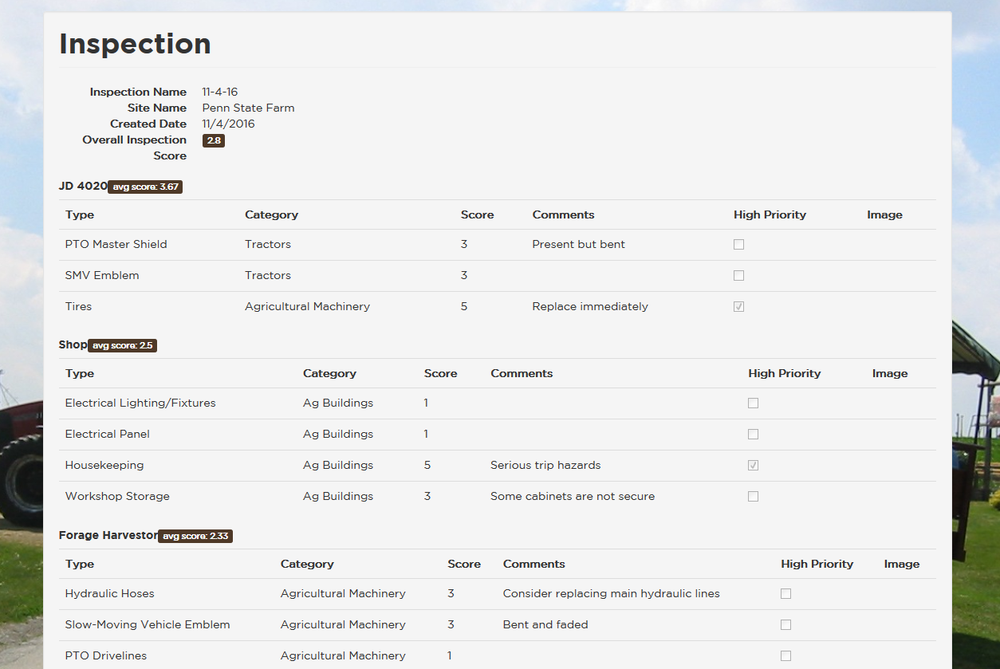 Inspection
Inspection Name 11-4-16
Site Name Penn State Farm
Created Date 11/4/2016
Overall Inspection Score 2.8
JD 4020 avg score: 3.67
Type Category Score Comments High Priority Image
PTO Master Shield Tractors 3 Present but bent
SMV Emblem Tractors 3
Tires Agricultural Machinery 5 Replace immediately
Shop avg score: 2.5
Type Category Score Comments High Priority Image
Electrical Lighting/Fixtures Ag Buildings 1
Electrical Panel Ag Buildings 1
Housekeeping Ag Buildings 5 Serious trip hazards
Workshop Storage Ag Buildings 3 Some cabinets are not secure
Forage Harvestor avg score: 2.33
Type Category Score Comments High Priority Image
Hydraulic Hoses Agricultural Machinery 3 Consider replacing main hydraulic lines
Slow-Moving Vehicle Emblem Agricultural Machinery 3 Bent and faded
PTO Drivelines Agricultural Machinery 1